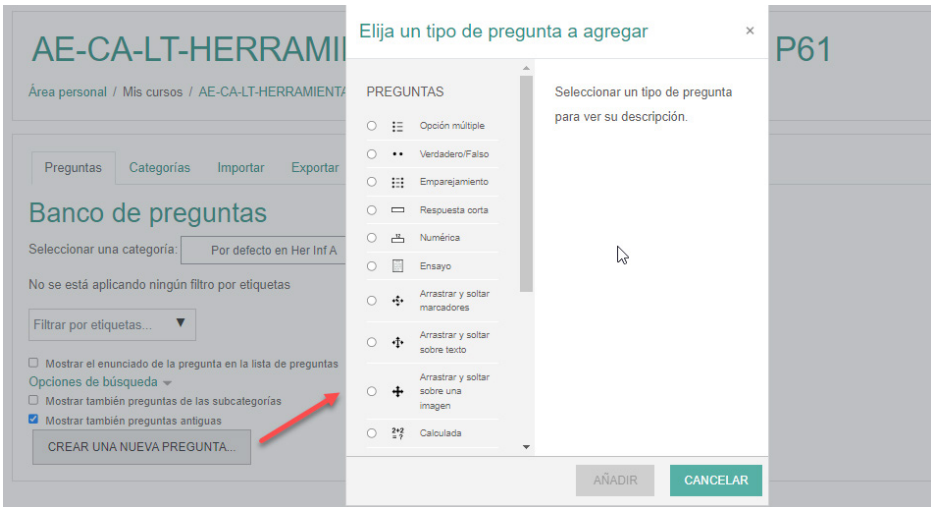 AE-CA-LT-HERRAMI
P61
Área personal / Mis cursos / AE-CA-LT-HERRAMIENTA
Preguntas Categorías Importar Exportar
Banco de preguntas
Seleccionar una categoría: Por defecto en Her Inf A
No se está aplicando ningún filtro por etiquetas
Filtrar por etiquetas... ▼
Mostrar el enunciado de la pregunta en la lista de preguntas
Opciones de búsqueda
Mostrar también preguntas de las subcategorías
Mostrar también preguntas antiguas
CREAR UNA NUEVA PREGUNTA...
Elija un tipo de pregunta a agregar ×
PREGUNTAS
Opción múltiple
Verdadero/Falso
Emparejamiento
Respuesta corta
Numérica
Ensayo
Arrastrar y soltar
marcadores
Arrastrar y soltar
sobre texto
Arrastrar y soltar
sobre una
imagen
2+2
= ?
Calculada
Seleccionar un tipo de pregunta
para ver su descripción.
AÑADIR CANCELAR